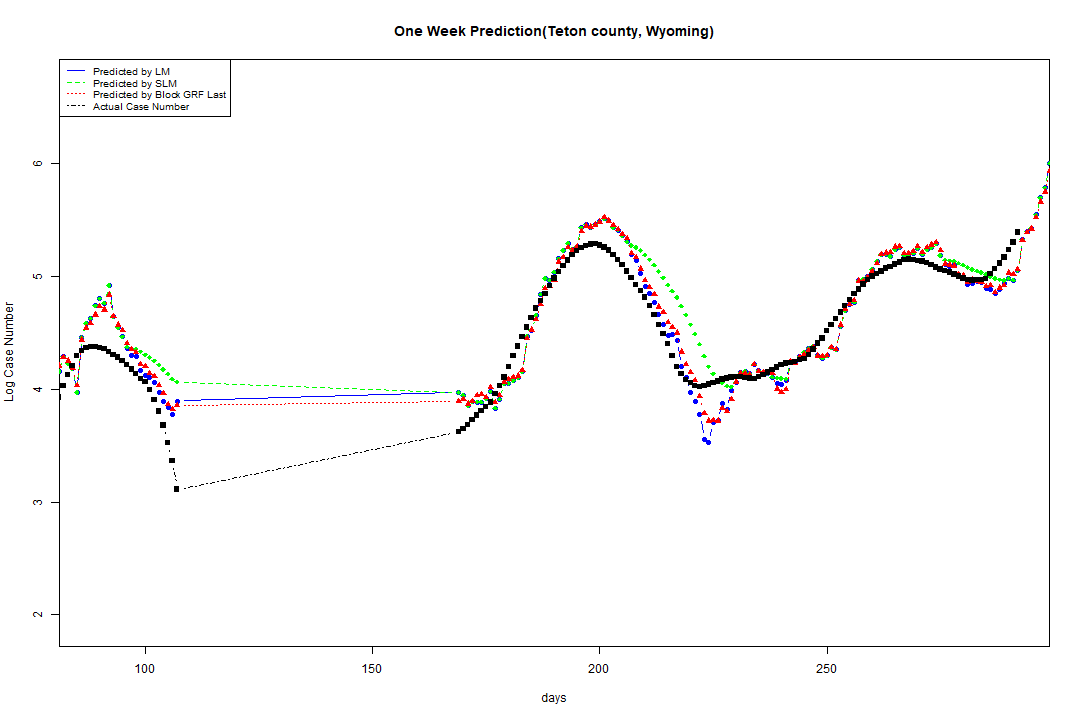 One Week Prediction(Teton county, Wyoming)
Predicted by LM
Predicted by SLM
Predicted by Block GRF Last
Actual Case Number
6
5
4
3
2
Log Case Number
100 150 200 250
days